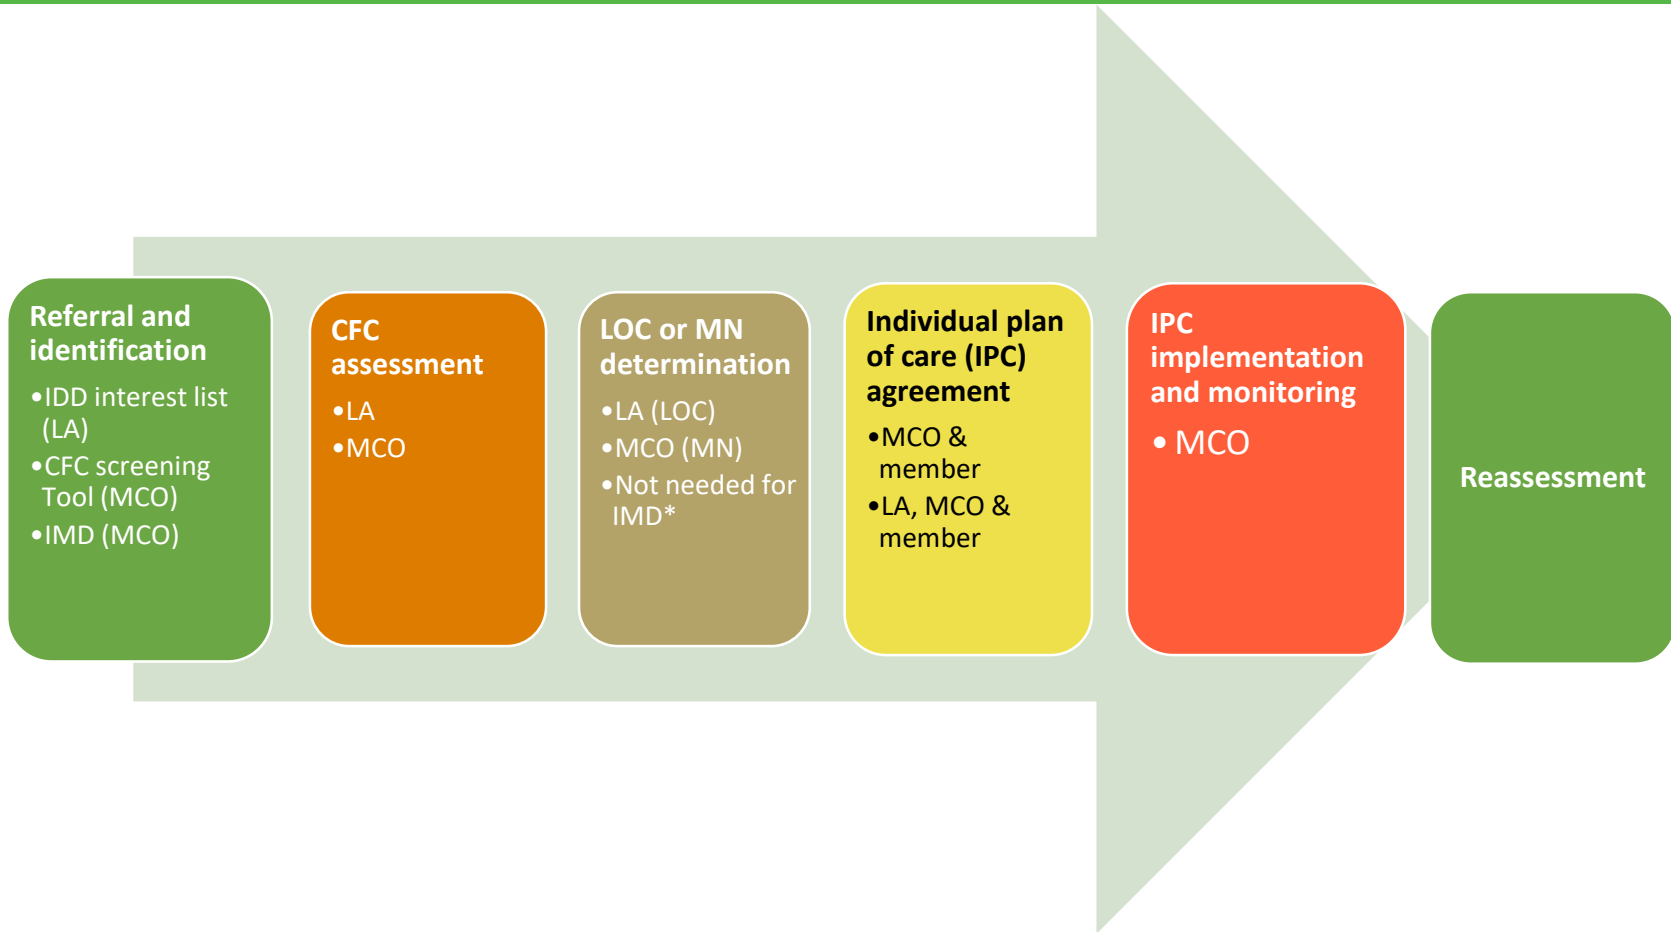 Referral and
identification
•IDD interest list
(LA)
•CFC screening
Tool (MCO)
•IMD (MCO)
CFC
assessment
•LA
•MCO
LOC or MN
determination
•LA (LOC)
•MCO (MN)
•Not needed for
IMD*
Individual plan
of care (IPC)
agreement
•MCO &
member
•LA, MCO &
member
IPC
implementation
and monitoring
• MCO
Reassessment